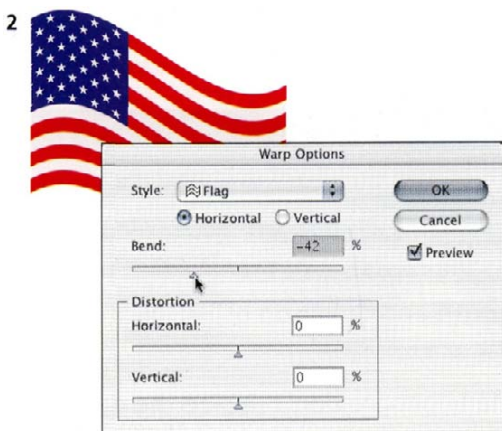 2
Warp Options
Style: Flag
OK
Horizontal Vertical
Cancel
Bend: -42 %
Preview
Distortion
Horizontal: 0 %
Vertical: 0 %